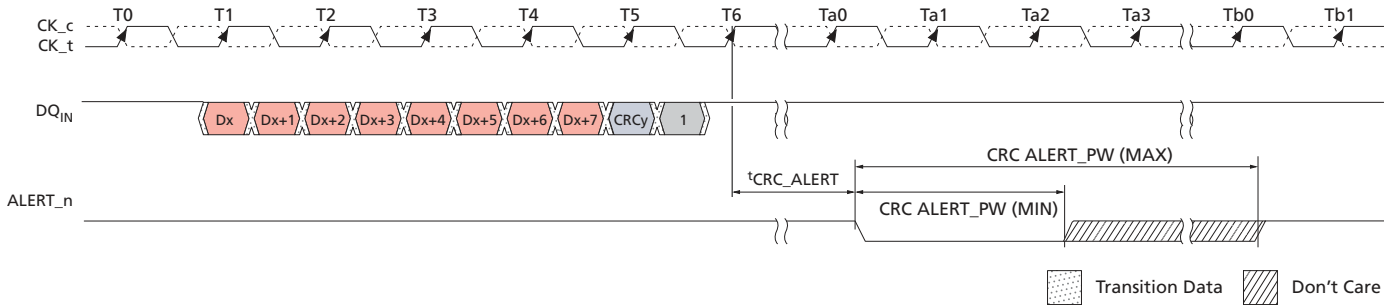 T0 T1 T2 T3 T4 T5 T6 Ta0 Ta1 Ta2 Ta3 Tb0 Tb1
CK_c
CK_t
DQIN
Dx Dx+1 Dx+2 Dx+3 Dx+4 Dx+5 Dx+6 Dx+7 CRCy 1
CRC ALERT_PW (MAX)
tCRC_ALERT
ALERT_n
CRC ALERT_PW (MIN)
Transition Data Don't Care